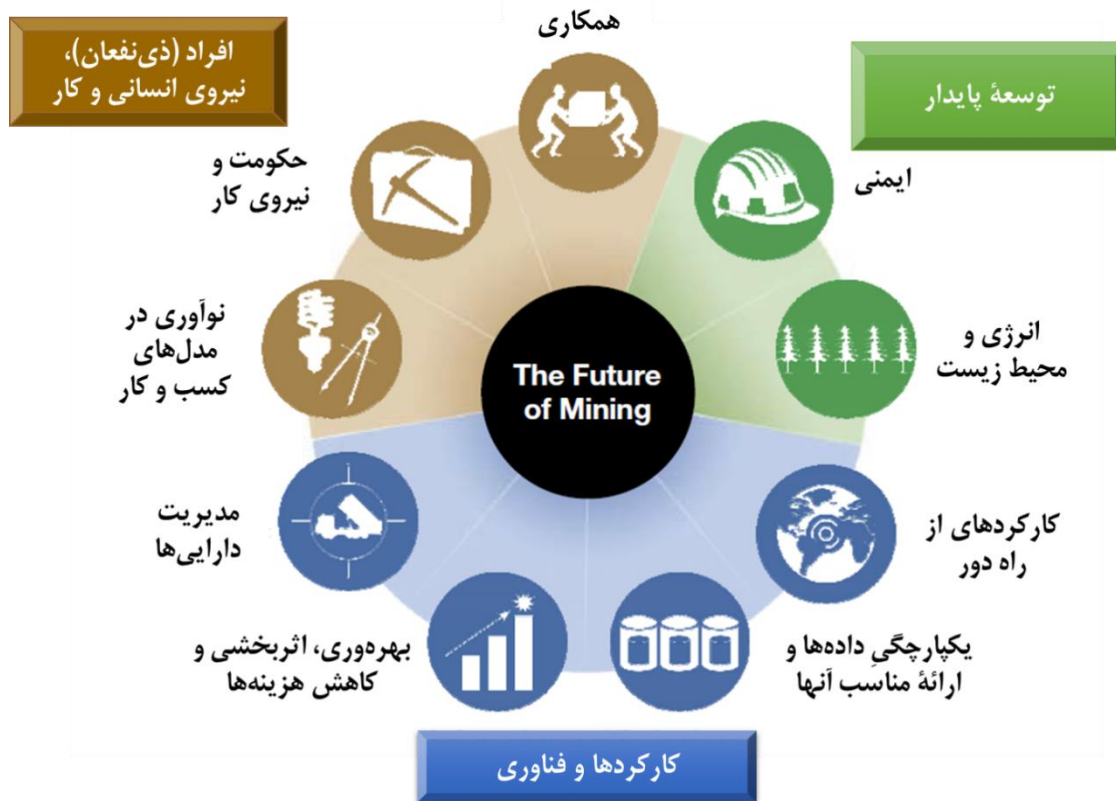 همکاری
افراد (ذی‌نفعان)،
نیروی انسانی و کار
توسعهٔ پایدار
ایمنی
حکومت و
نیروی کار
انرژی و
محیط زیست
نوآوری در
مدل‌های
کسب و کار
The Future
of Mining
کارکردهای از
راه دور
مدیریت
دارایی‌ها
یکپارچگیِ داده‌ها و
ارائهٔ مناسب آنها
بهره‌وری، اثربخشی و
کاهش هزینه‌ها
کارکردها و فناوری